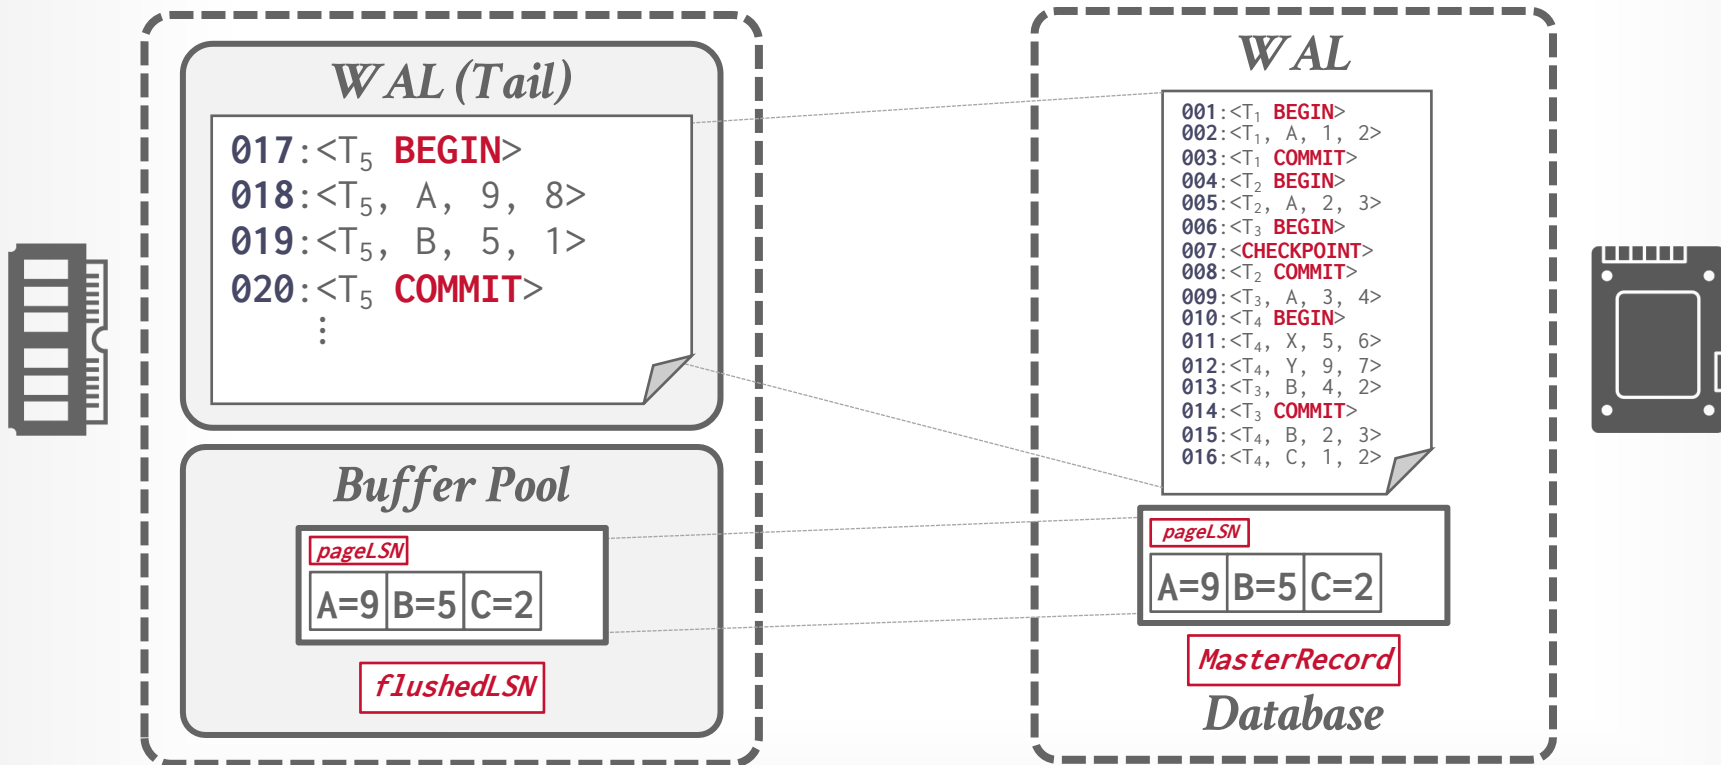 WAL (Tail)
017:<T₅ BEGIN>
018:<T₅, A, 9, 8>
019:<T₅, B, 5, 1>
020:<T₅ COMMIT>
⋮
Buffer Pool
pageLSN
A=9 B=5 C=2
flushedLSN
WAL
001:<T₁ BEGIN>
002:<T₁, A, 1, 2>
003:<T₁ COMMIT>
004:<T₂ BEGIN>
005:<T₂, A, 2, 3>
006:<T₃ BEGIN>
007:<CHECKPOINT>
008:<T₂ COMMIT>
009:<T₃, A, 3, 4>
010:<T₄ BEGIN>
011:<T₄, X, 5, 6>
012:<T₄, Y, 9, 7>
013:<T₃, B, 4, 2>
014:<T₃ COMMIT>
015:<T₄, B, 2, 3>
016:<T₄, C, 1, 2>
pageLSN
A=9 B=5 C=2
MasterRecord
Database